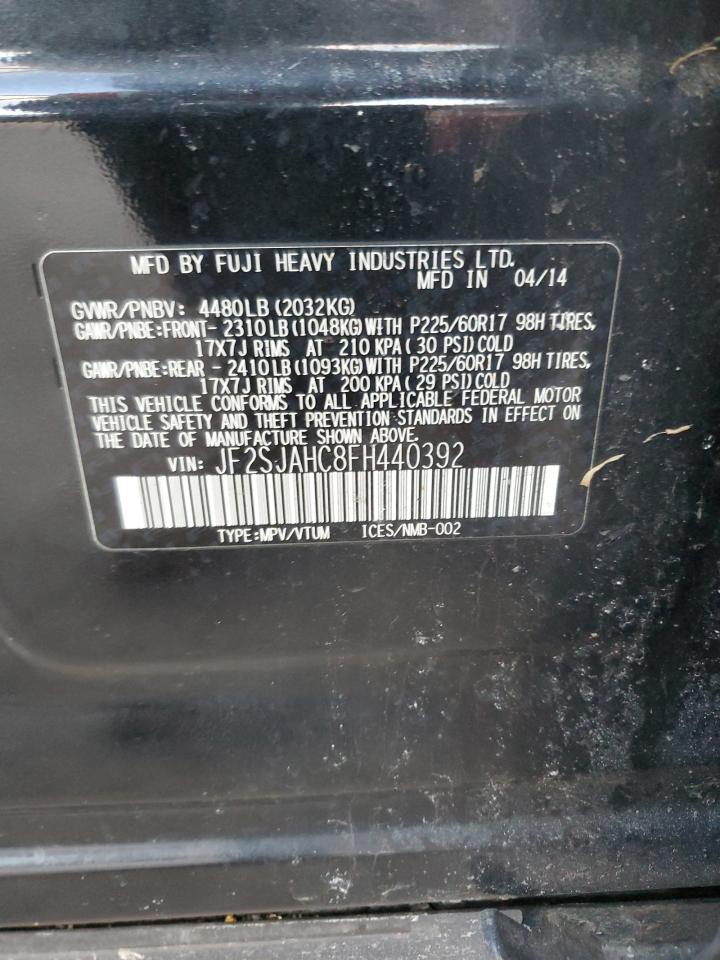 MFD BY FUJI HEAVY INDUSTRIES LTD.
MFD IN 04/14
GVWR/PNBV: 4480LB (2032KG)
GAWR/PNBE:FRONT- 2310LB (1048KG) WITH P225/60R17 98H TIRES,
17X7J RIMS AT 210 KPA ( 30 PSI) COLD
GAWR/PNBE:REAR - 2410LB (1093KG) WITH P225/60R17 98H TIRES,
17X7J RIMS AT 200 KPA ( 29 PSI) COLD
THIS VEHICLE CONFORMS TO ALL APPLICABLE FEDERAL MOTOR
VEHICLE SAFETY AND THEFT PREVENTION STANDARDS IN EFFECT ON
THE DATE OF MANUFACTURE SHOWN ABOVE.
VIN: JF2SJAHC8FH440392
TYPE:MPV/VTUM ICES/NMB-002